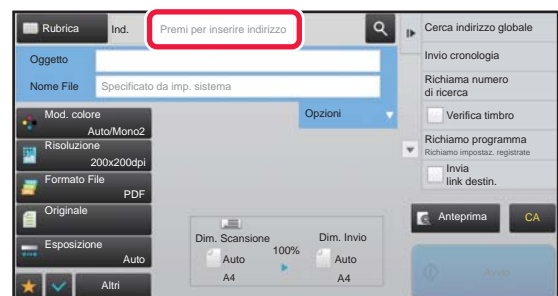 Rubrica
Ind.
Premi per inserire indirizzo
Oggetto
Nome File
Specificato da imp. sistema
Opzioni
Mod. colore
Auto/Mono2
Risoluzione
200x200dpi
Formato File
PDF
Originale
Esposizione
Auto
Altri
Dim. Scansione
Auto
A4
100%
Dim. Invio
Auto
A4
Cerca indirizzo globale
Invio cronologia
Richiama numero
di ricerca
Verifica timbro
Richiamo programma
Richiamo impostaz. registrate
Invia
link destin.
Anteprima
CA
Avvio